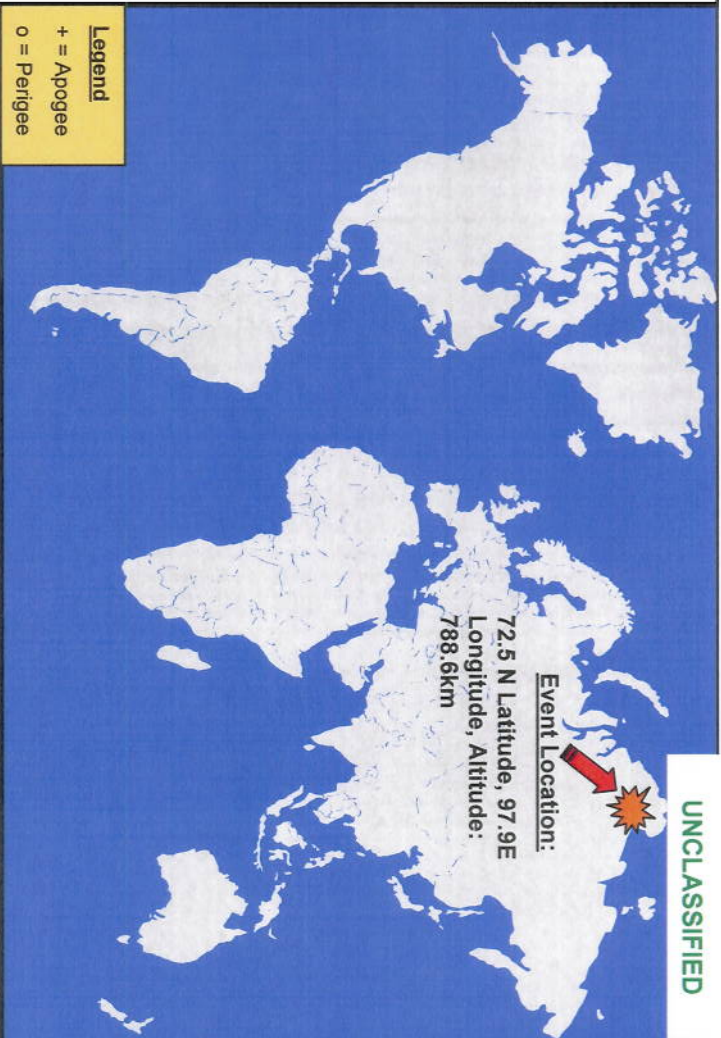 UNCLASSIFIED
Event Location:
72.5 N Latitude, 97.9E
Longitude, Altitude:
788.6km
Legend
+ = Apogee
o = Perigee